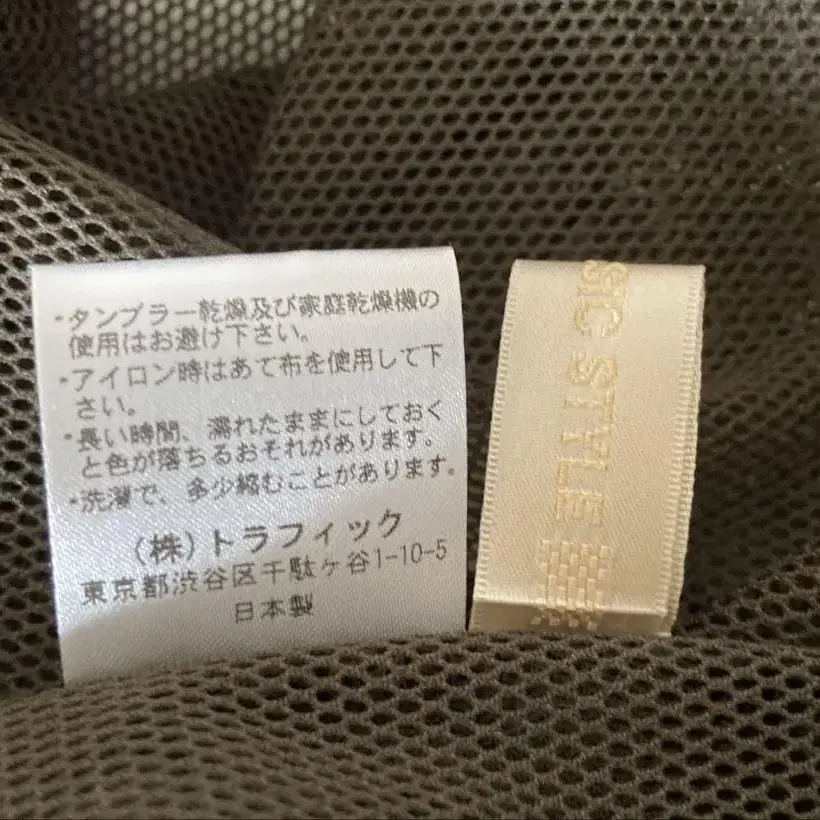 ・タンブラー乾燥及び家庭乾燥機の
使用はお避け下さい。
・アイロン時はあて布を使用して下
さい。
・長い時間、濡れたままにしておく
と色が落ちるおそれがあります。
・洗濯で、多少縮むことがあります。
(株)トラフィック
東京都渋谷区千駄ヶ谷1-10-5
日本製
SIC STYLE